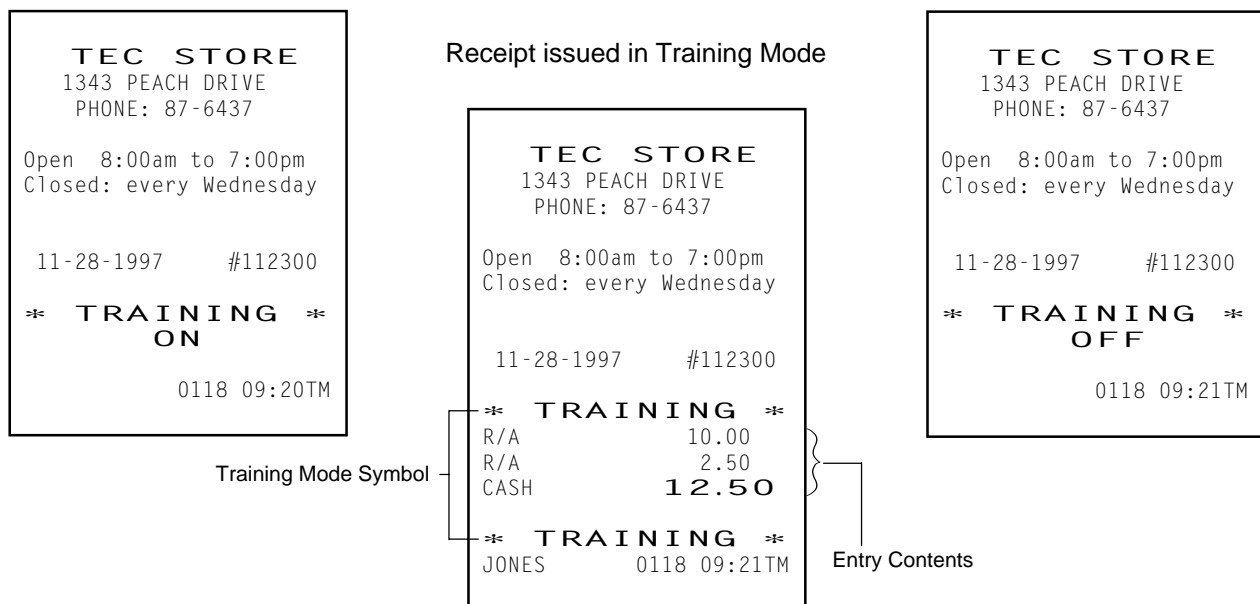 TEC STORE
1343 PEACH DRIVE
PHONE: 87-6437
Open 8:00am to 7:00pm
Closed: every Wednesday
11-28-1997 #112300
* TRAINING *
ON
0118 09:20TM
Receipt issued in Training Mode
TEC STORE
1343 PEACH DRIVE
PHONE: 87-6437
Open 8:00am to 7:00pm
Closed: every Wednesday
11-28-1997 #112300
* TRAINING *
R/A 10.00
R/A 2.50
CASH 12.50
* TRAINING *
JONES 0118 09:21TM
Training Mode Symbol
Entry Contents
TEC STORE
1343 PEACH DRIVE
PHONE: 87-6437
Open 8:00am to 7:00pm
Closed: every Wednesday
11-28-1997 #112300
* TRAINING *
OFF
0118 09:21TM